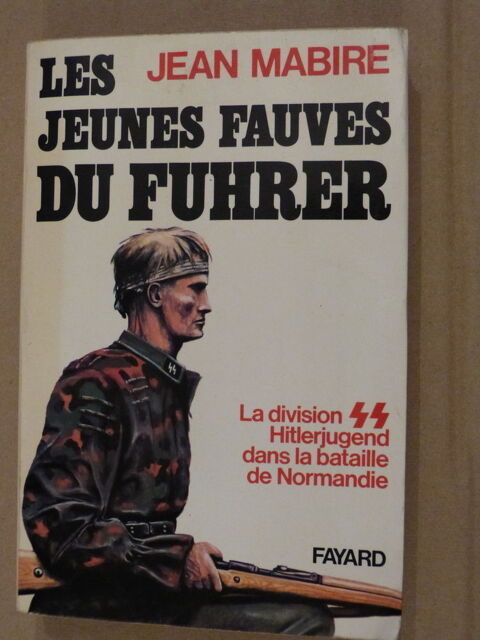 LES JEAN MABIRE
JEUNES FAUVES
DU FUHRER
La division SS
Hitlerjugend
dans la bataille
de Normandie
FAYARD